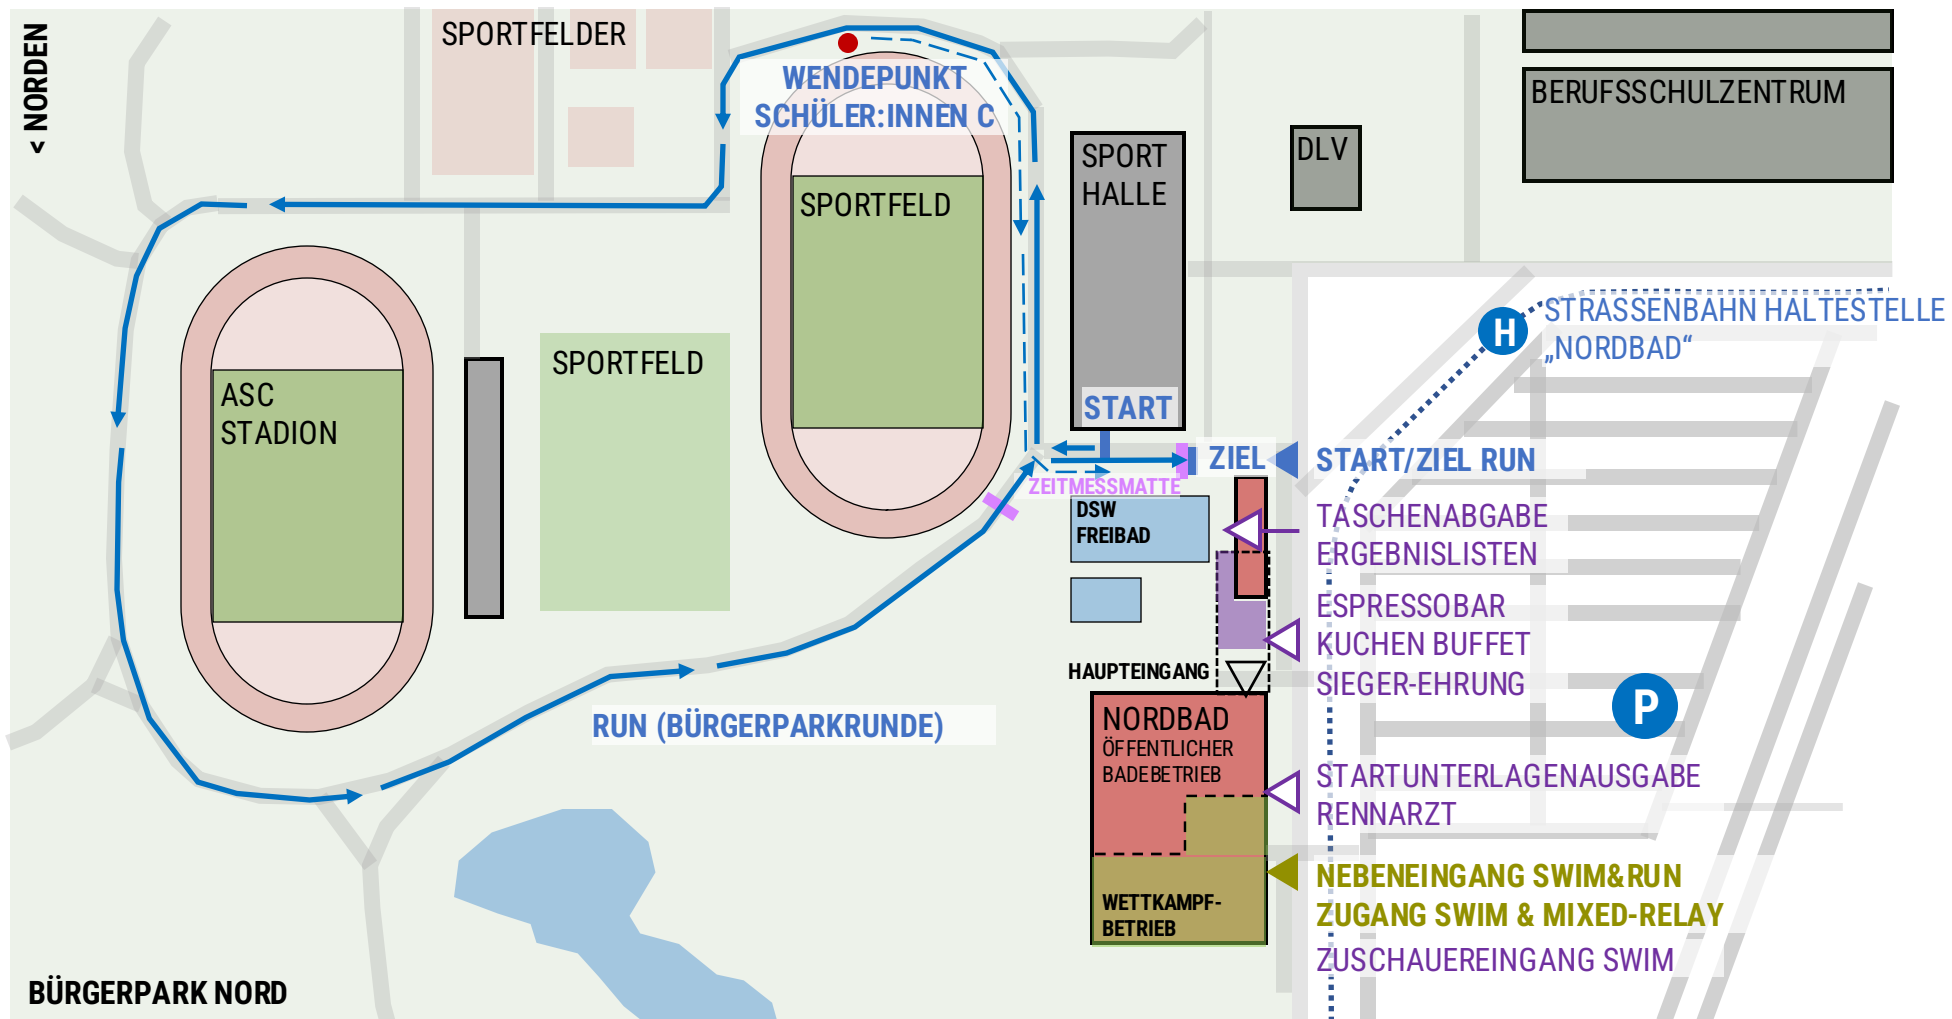 < NORDEN
SPORTFELDER
WENDEPUNKT
SCHÜLER:INNEN C
BERUFSSCHULZENTRUM
DLV
SPORT
HALLE
SPORTFELD
STRASSENBAHN HALTESTELLE
„NORDBAD“
H
SPORTFELD
ASC
STADION
START
ZIEL
START/ZIEL RUN
ZEITMESSMATTE
DSW
FREIBAD
TASCHENABGABE
ERGEBNISLISTEN
ESPRESSOBAR
KUCHEN BUFFET
SIEGER-EHRUNG
HAUPTEINGANG
P
RUN (BÜRGERPARKRUNDE)
NORDBAD
ÖFFENTLICHER
BADEBETRIEB
STARTUNTERLAGENAUSGABE
RENNARZT
WETTKAMPF-
BETRIEB
NEBENEINGANG SWIM&RUN
ZUGANG SWIM & MIXED-RELAY
ZUSCHAUEREINGANG SWIM
BÜRGERPARK NORD